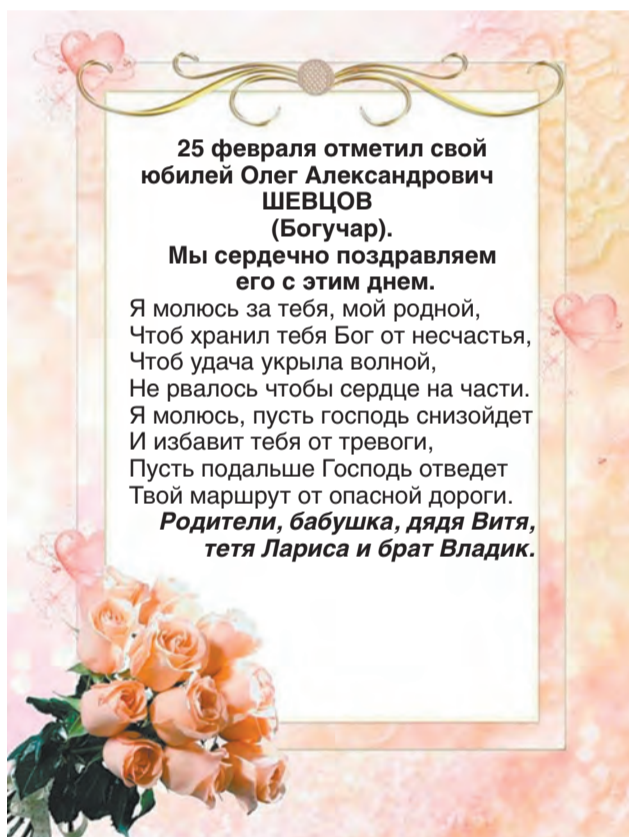 25 февраля отметил свой
юбилей Олег Александрович
ШЕВЦОВ
(Богучар).
Мы сердечно поздравляем
его с этим днем.
Я молюсь за тебя, мой родной,
Чтоб хранил тебя Бог от несчастья,
Чтоб удача укрыла волной,
Не рвалось чтобы сердце на части.
Я молюсь, пусть господь снизойдет
И избавит тебя от тревоги,
Пусть подальше Господь отведет
Твой маршрут от опасной дороги.
Родители, бабушка, дядя Витя,
тетя Лариса и брат Владик.